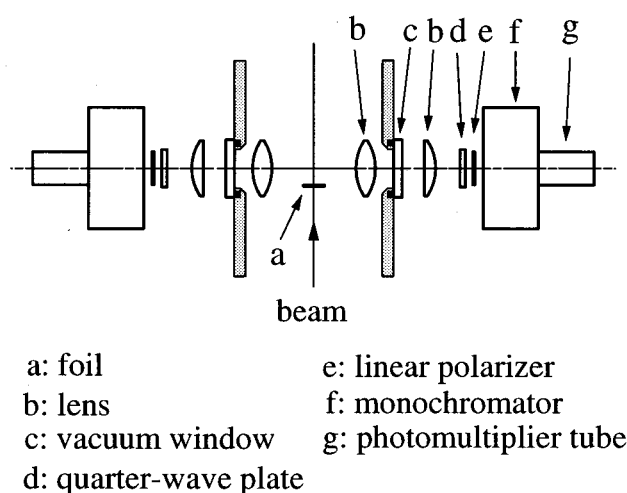 b c b d e f g
a
beam
a: foil e: linear polarizer
b: lens f: monochromator
c: vacuum window g: photomultiplier tube
d: quarter-wave plate